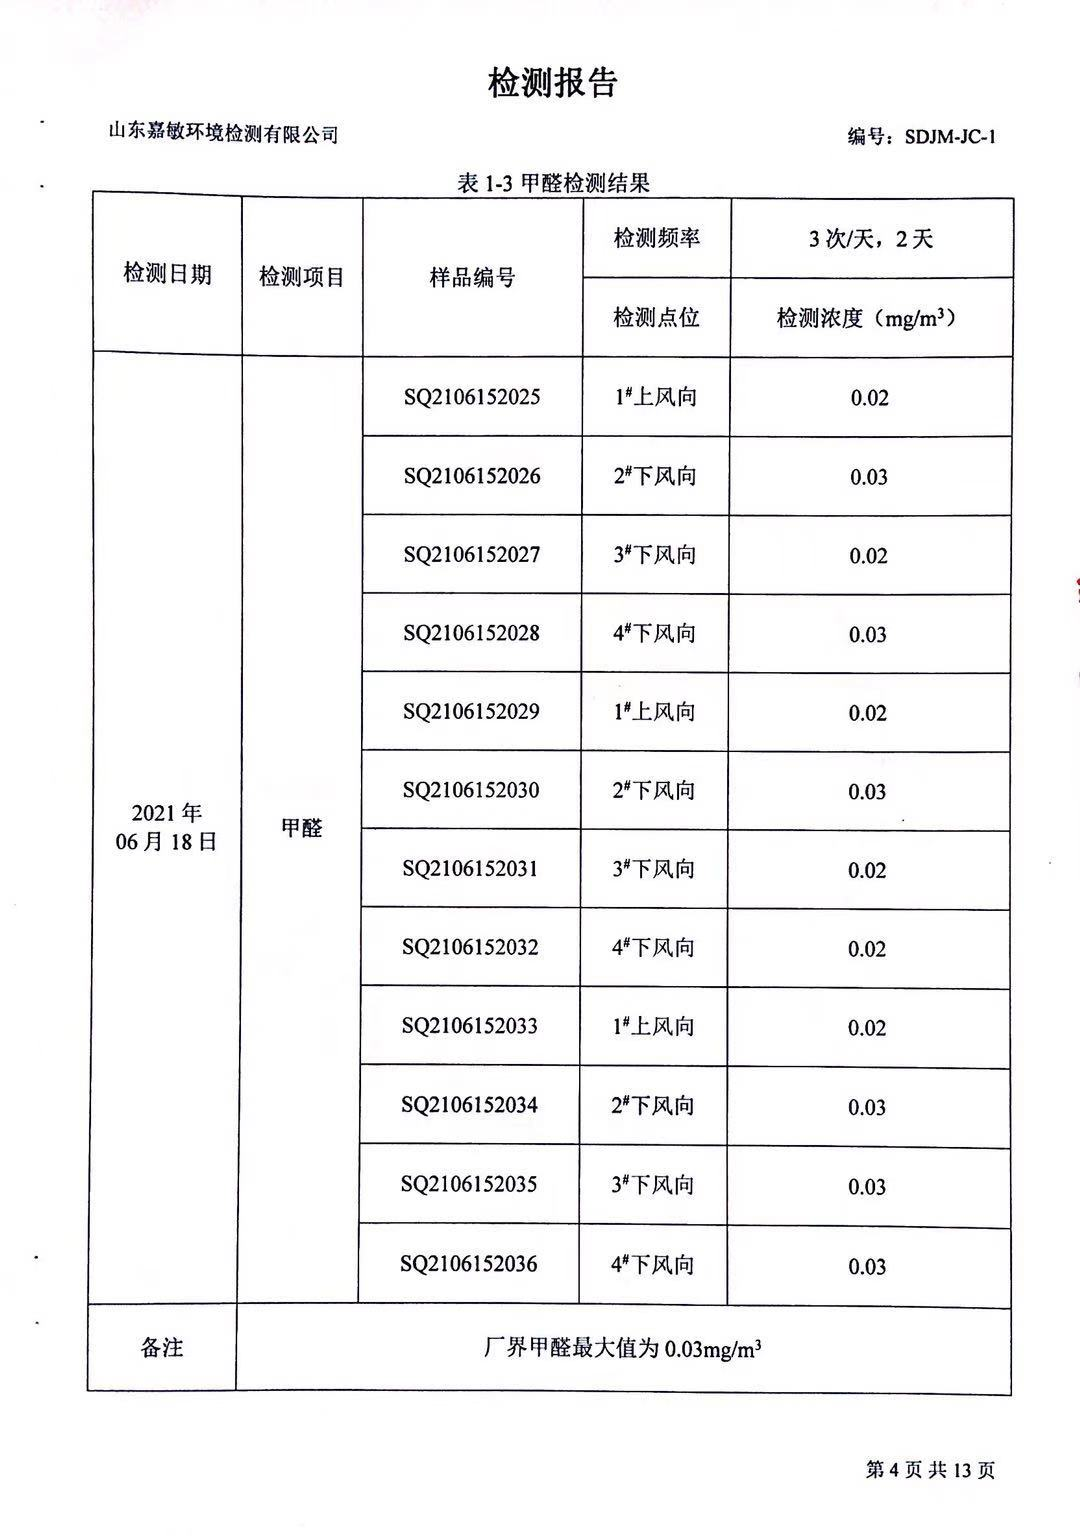 检测报告
山东嘉敏环境检测有限公司
编号：SDJM-JC-1
表 1-3 甲醛检测结果
检测日期 检测项目 样品编号 检测频率 3 次/天，2 天
检测点位 检测浓度（mg/m³）
SQ2106152025 1#上风向 0.02
SQ2106152026 2#下风向 0.03
SQ2106152027 3#下风向 0.02
SQ2106152028 4#下风向 0.03
SQ2106152029 1#上风向 0.02
SQ2106152030 2#下风向 0.03
2021 年
06 月 18 日
甲醛
SQ2106152031 3#下风向 0.02
SQ2106152032 4#下风向 0.02
SQ2106152033 1#上风向 0.02
SQ2106152034 2#下风向 0.03
SQ2106152035 3#下风向 0.03
SQ2106152036 4#下风向 0.03
备注 厂界甲醛最大值为 0.03mg/m³
第 4 页 共 13 页